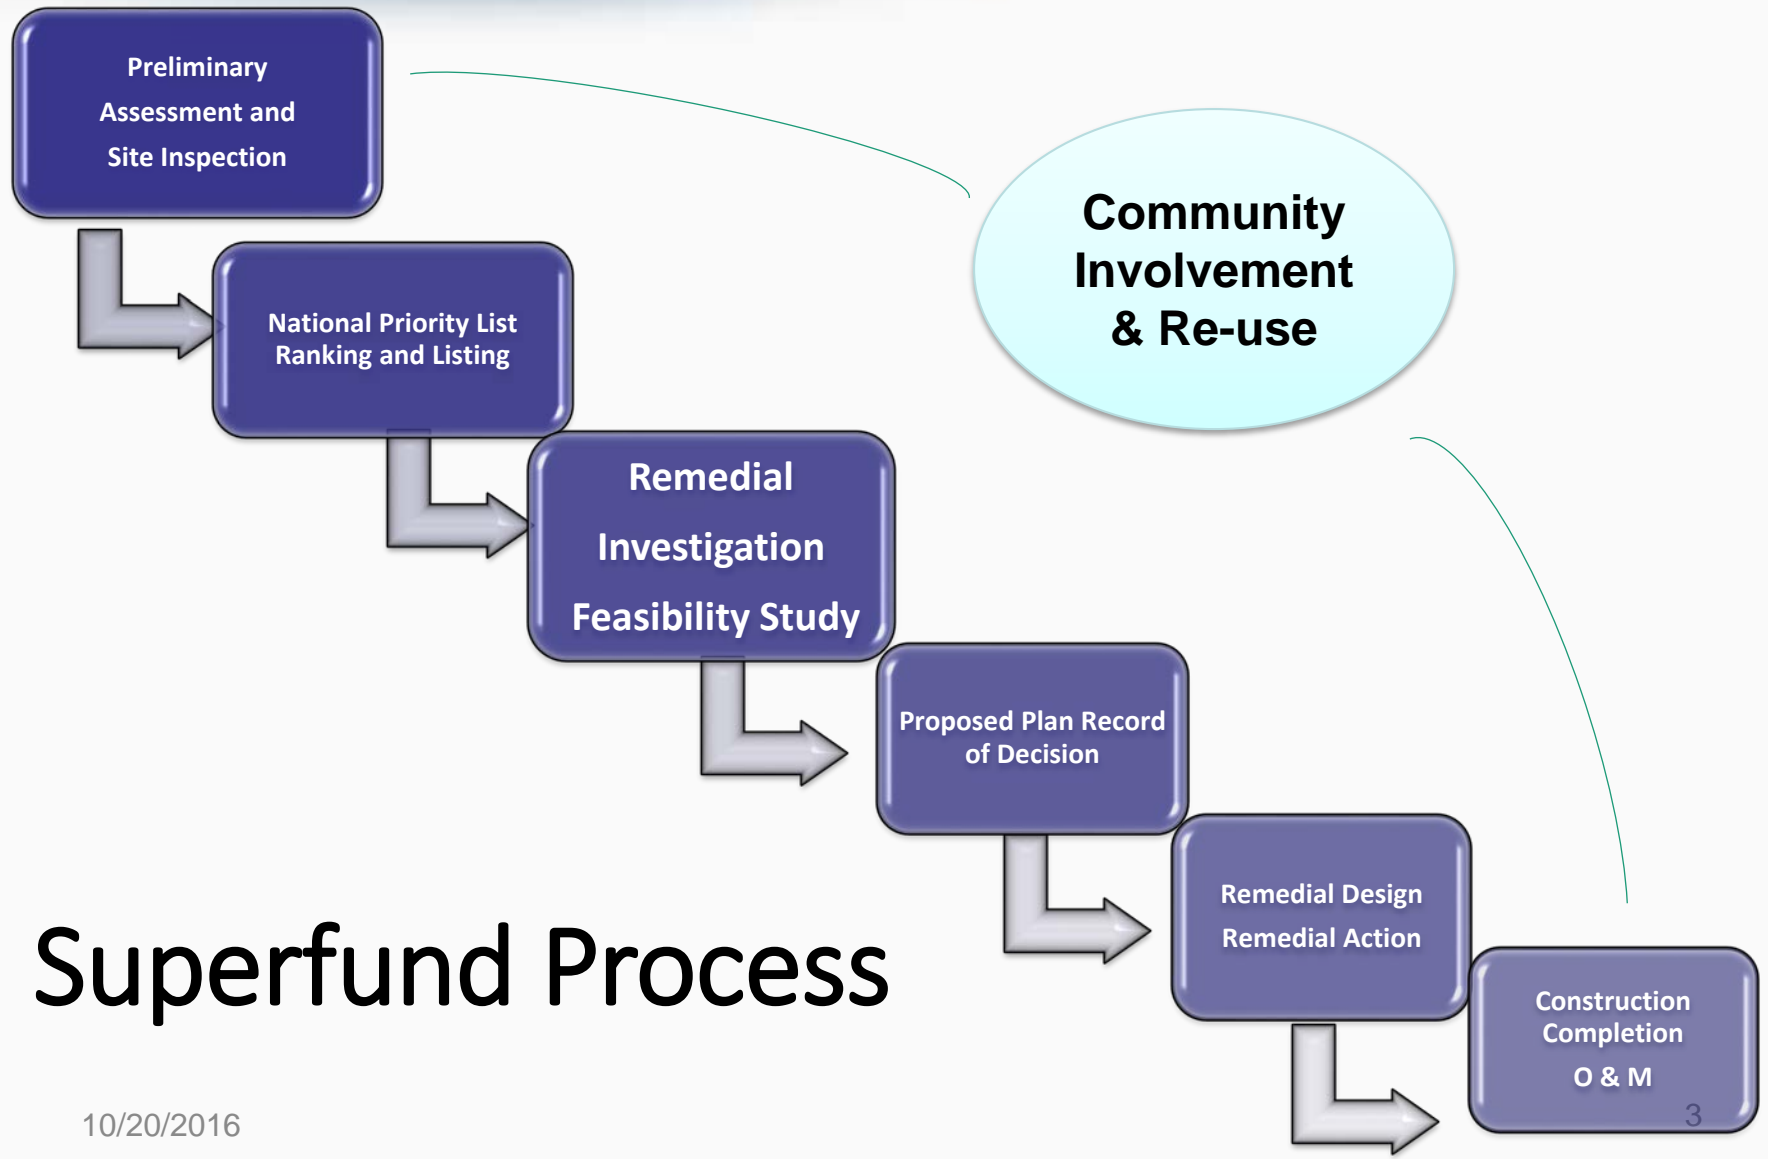 Preliminary
Assessment and
Site Inspection
National Priority List
Ranking and Listing
Remedial
Investigation
Feasibility Study
Proposed Plan Record
of Decision
Remedial Design
Remedial Action
Construction
Completion
O & M
Community
Involvement
& Re-use
Superfund Process
10/20/2016
3